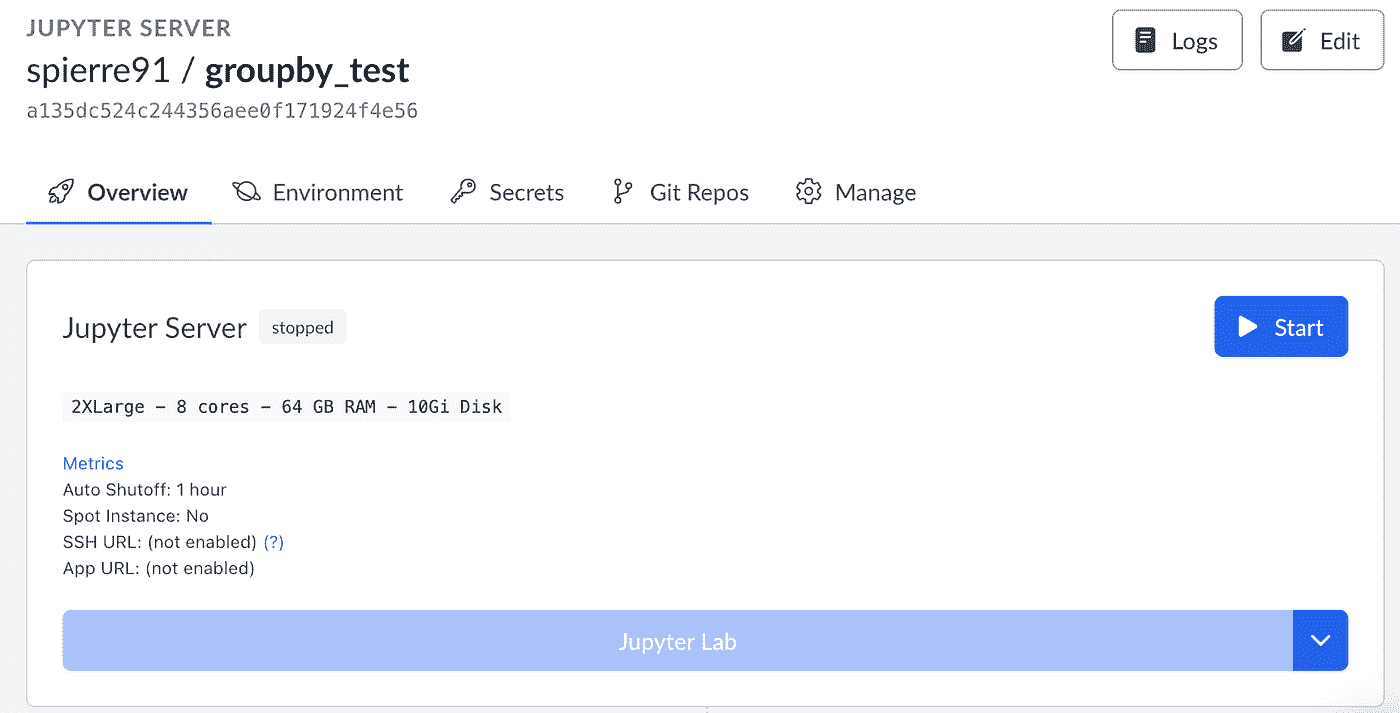 JUPYTER SERVER
spierre91 / groupby_test
a135dc524c244356aee0f171924f4e56
Logs
Edit
Overview
Environment
Secrets
Git Repos
Manage
Jupyter Server
stopped
Start
2XLarge – 8 cores – 64 GB RAM – 10Gi Disk
Metrics
Auto Shutoff: 1 hour
Spot Instance: No
SSH URL: (not enabled) (?)
App URL: (not enabled)
Jupyter Lab